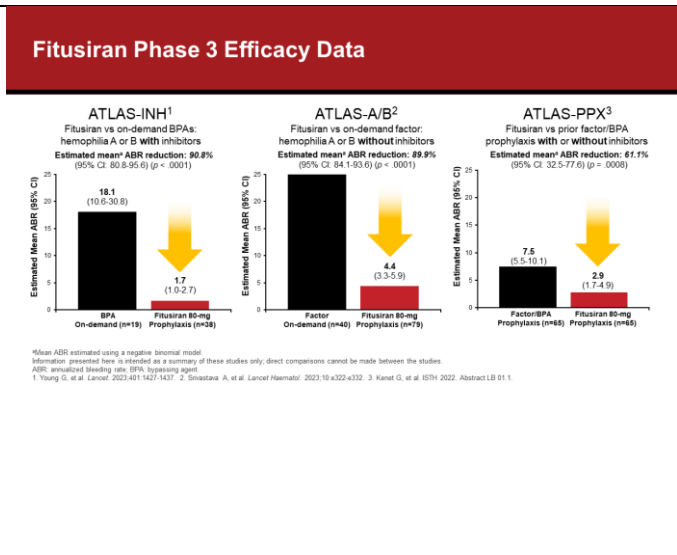 Fitusiran Phase 3 Efficacy Data
ATLAS-INH1
Fitusiran vs on-demand BPAs:
hemophilia A or B with inhibitors
Estimated meana ABR reduction: 90.8%
(95% CI: 80.8-95.6) (p < .0001)
Estimated Mean ABR (95% CI)
25
20
15
10
5
0
18.1
(10.6-30.8)
1.7
(1.0-2.7)
BPA
On-demand (n=19)
Fitusiran 80-mg
Prophylaxis (n=38)
ATLAS-A/B2
Fitusiran vs on-demand factor:
hemophilia A or B without inhibitors
Estimated meana ABR reduction: 89.9%
(95% CI: 84.1-93.6) (p < .0001)
Estimated Mean ABR (95% CI)
25
20
15
10
5
0
4.4
(3.3-5.9)
Factor
On-demand (n=40)
Fitusiran 80-mg
Prophylaxis (n=79)
ATLAS-PPX3
Fitusiran vs prior factor/BPA
prophylaxis with or without inhibitors
Estimated meana ABR reduction: 61.1%
(95% CI: 32.5-77.6) (p = .0008)
Estimated Mean ABR (95% CI)
25
20
15
10
5
0
7.5
(5.5-10.1)
2.9
(1.7-4.9)
Factor/BPA
Prophylaxis (n=65)
Fitusiran 80-mg
Prophylaxis (n=65)
aMean ABR estimated using a negative binomial model.
Information presented here is intended as a summary of these studies only; direct comparisons cannot be made between the studies.
ABR: annualized bleeding rate; BPA: bypassing agent.
1. Young G, et al. Lancet. 2023;401:1427-1437. 2. Srivastava A, et al. Lancet Haematol. 2023;10:e322-e332. 3. Kenet G, et al. ISTH 2022. Abstract LB 01.1.